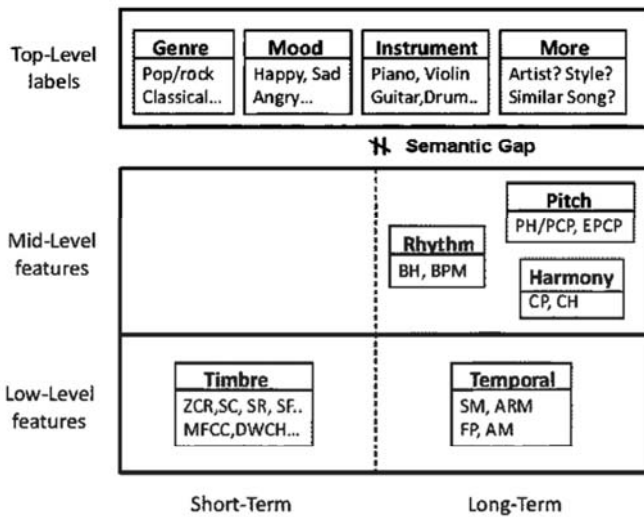 Top-Level
labels
Genre
Pop/rock
Classical...
Mood
Happy, Sad
Angry...
Instrument
Piano, Violin
Guitar,Drum..
More
Artist? Style?
Similar Song?
Semantic Gap
Mid-Level
features
Pitch
PH/PCP, EPCP
Rhythm
BH, BPM
Harmony
CP, CH
Low-Level
features
Timbre
ZCR,SC, SR, SF..
MFCC,DWCH...
Temporal
SM, ARM
FP, AM
Short-Term
Long-Term